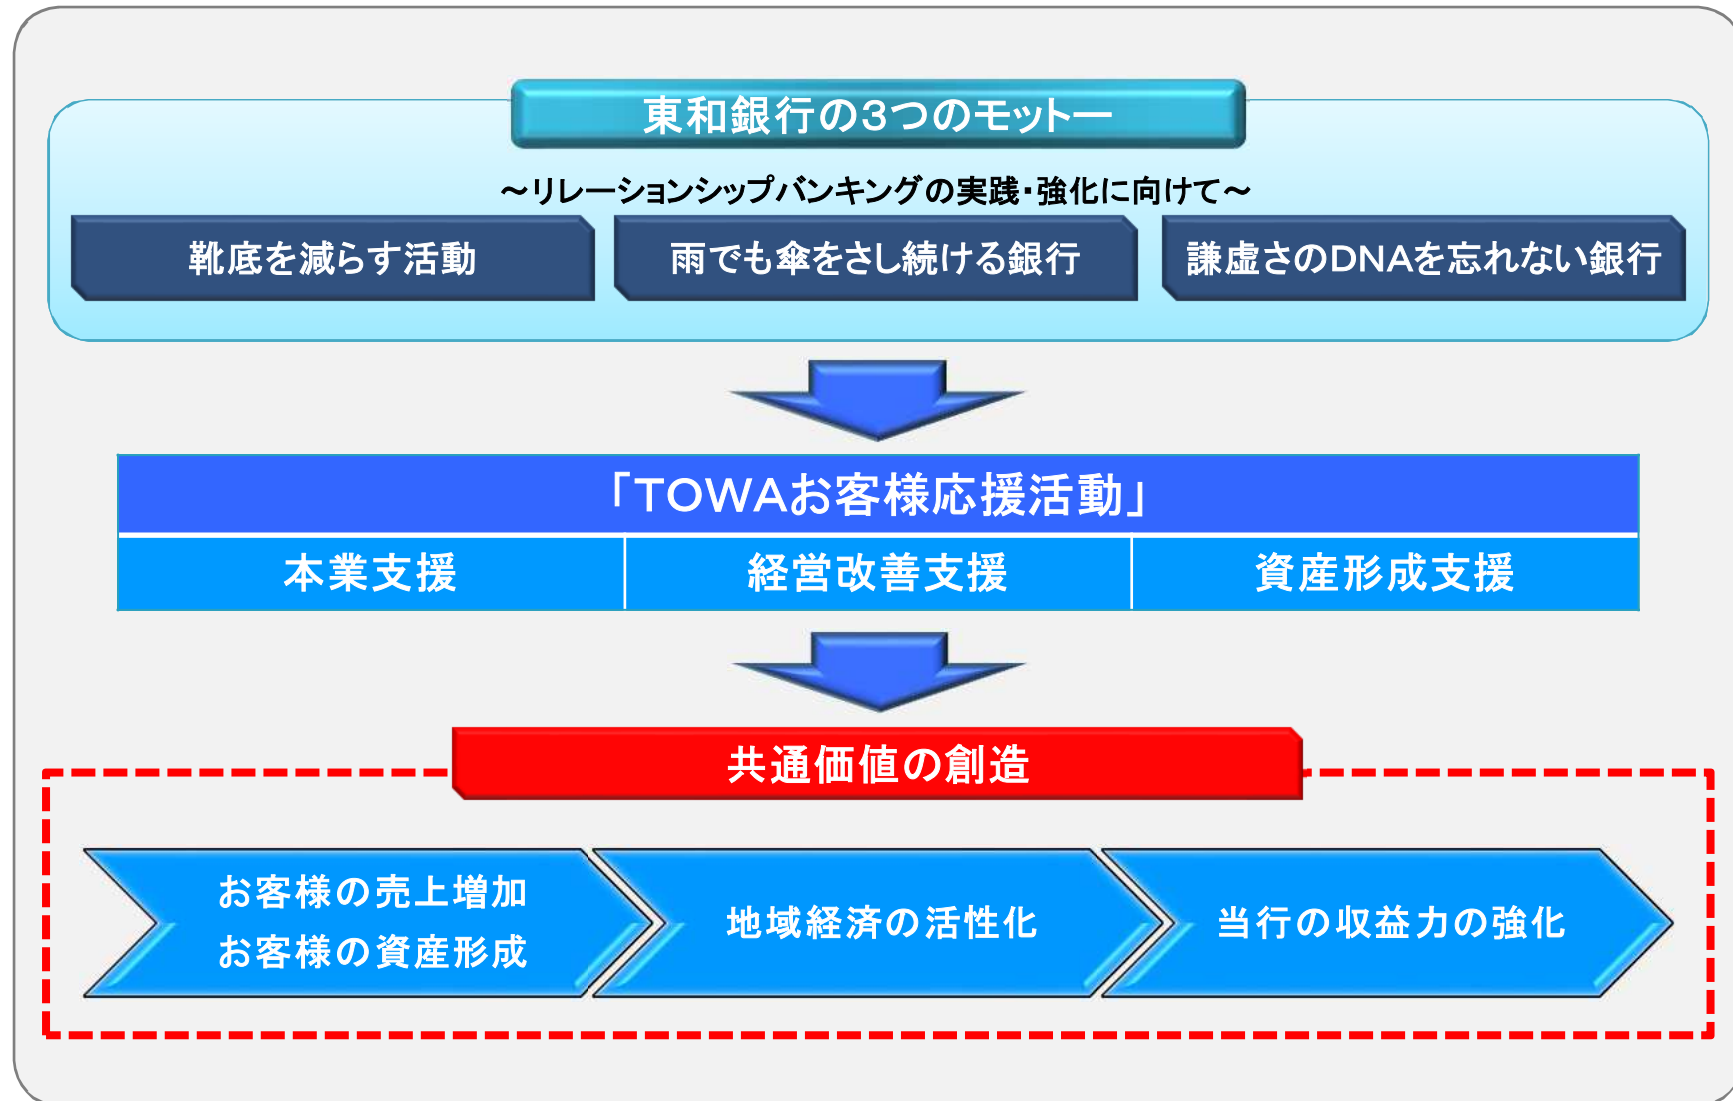 東和銀行の3つのモットー
～リレーションシップバンキングの実践・強化に向けて～
靴底を減らす活動
雨でも傘をさし続ける銀行
謙虚さのDNAを忘れない銀行
「TOWAお客様応援活動」
本業支援
経営改善支援
資産形成支援
共通価値の創造
お客様の売上増加
お客様の資産形成
地域経済の活性化
当行の収益力の強化